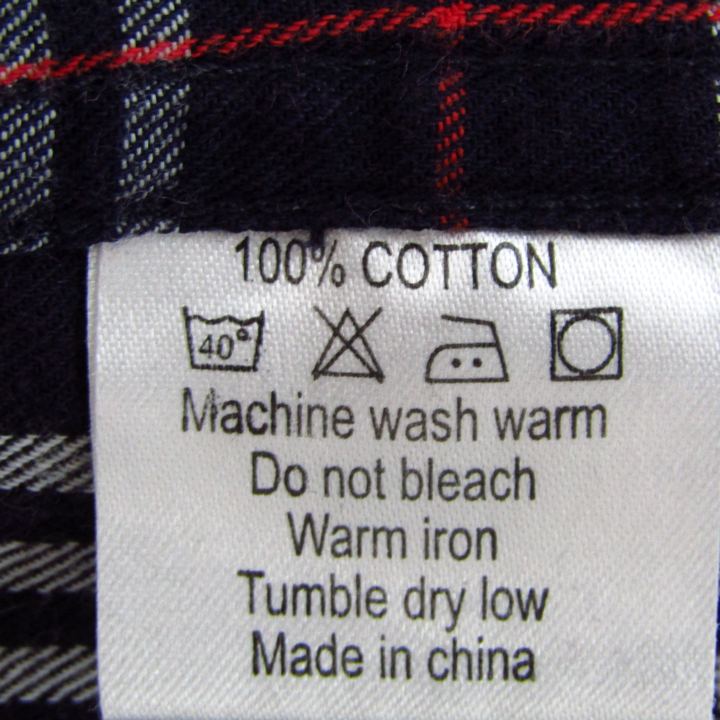 100% COTTON
40°
Machine wash warm
Do not bleach
Warm iron
Tumble dry low
Made in china